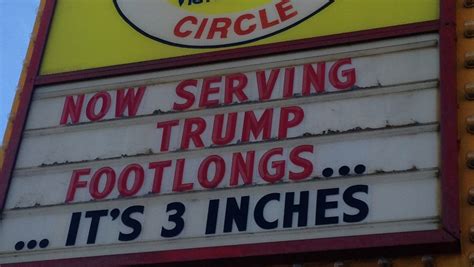 CIRCLE
NOW SERVING
TRUMP
FOOTLONGS...
... IT'S 3 INCHES